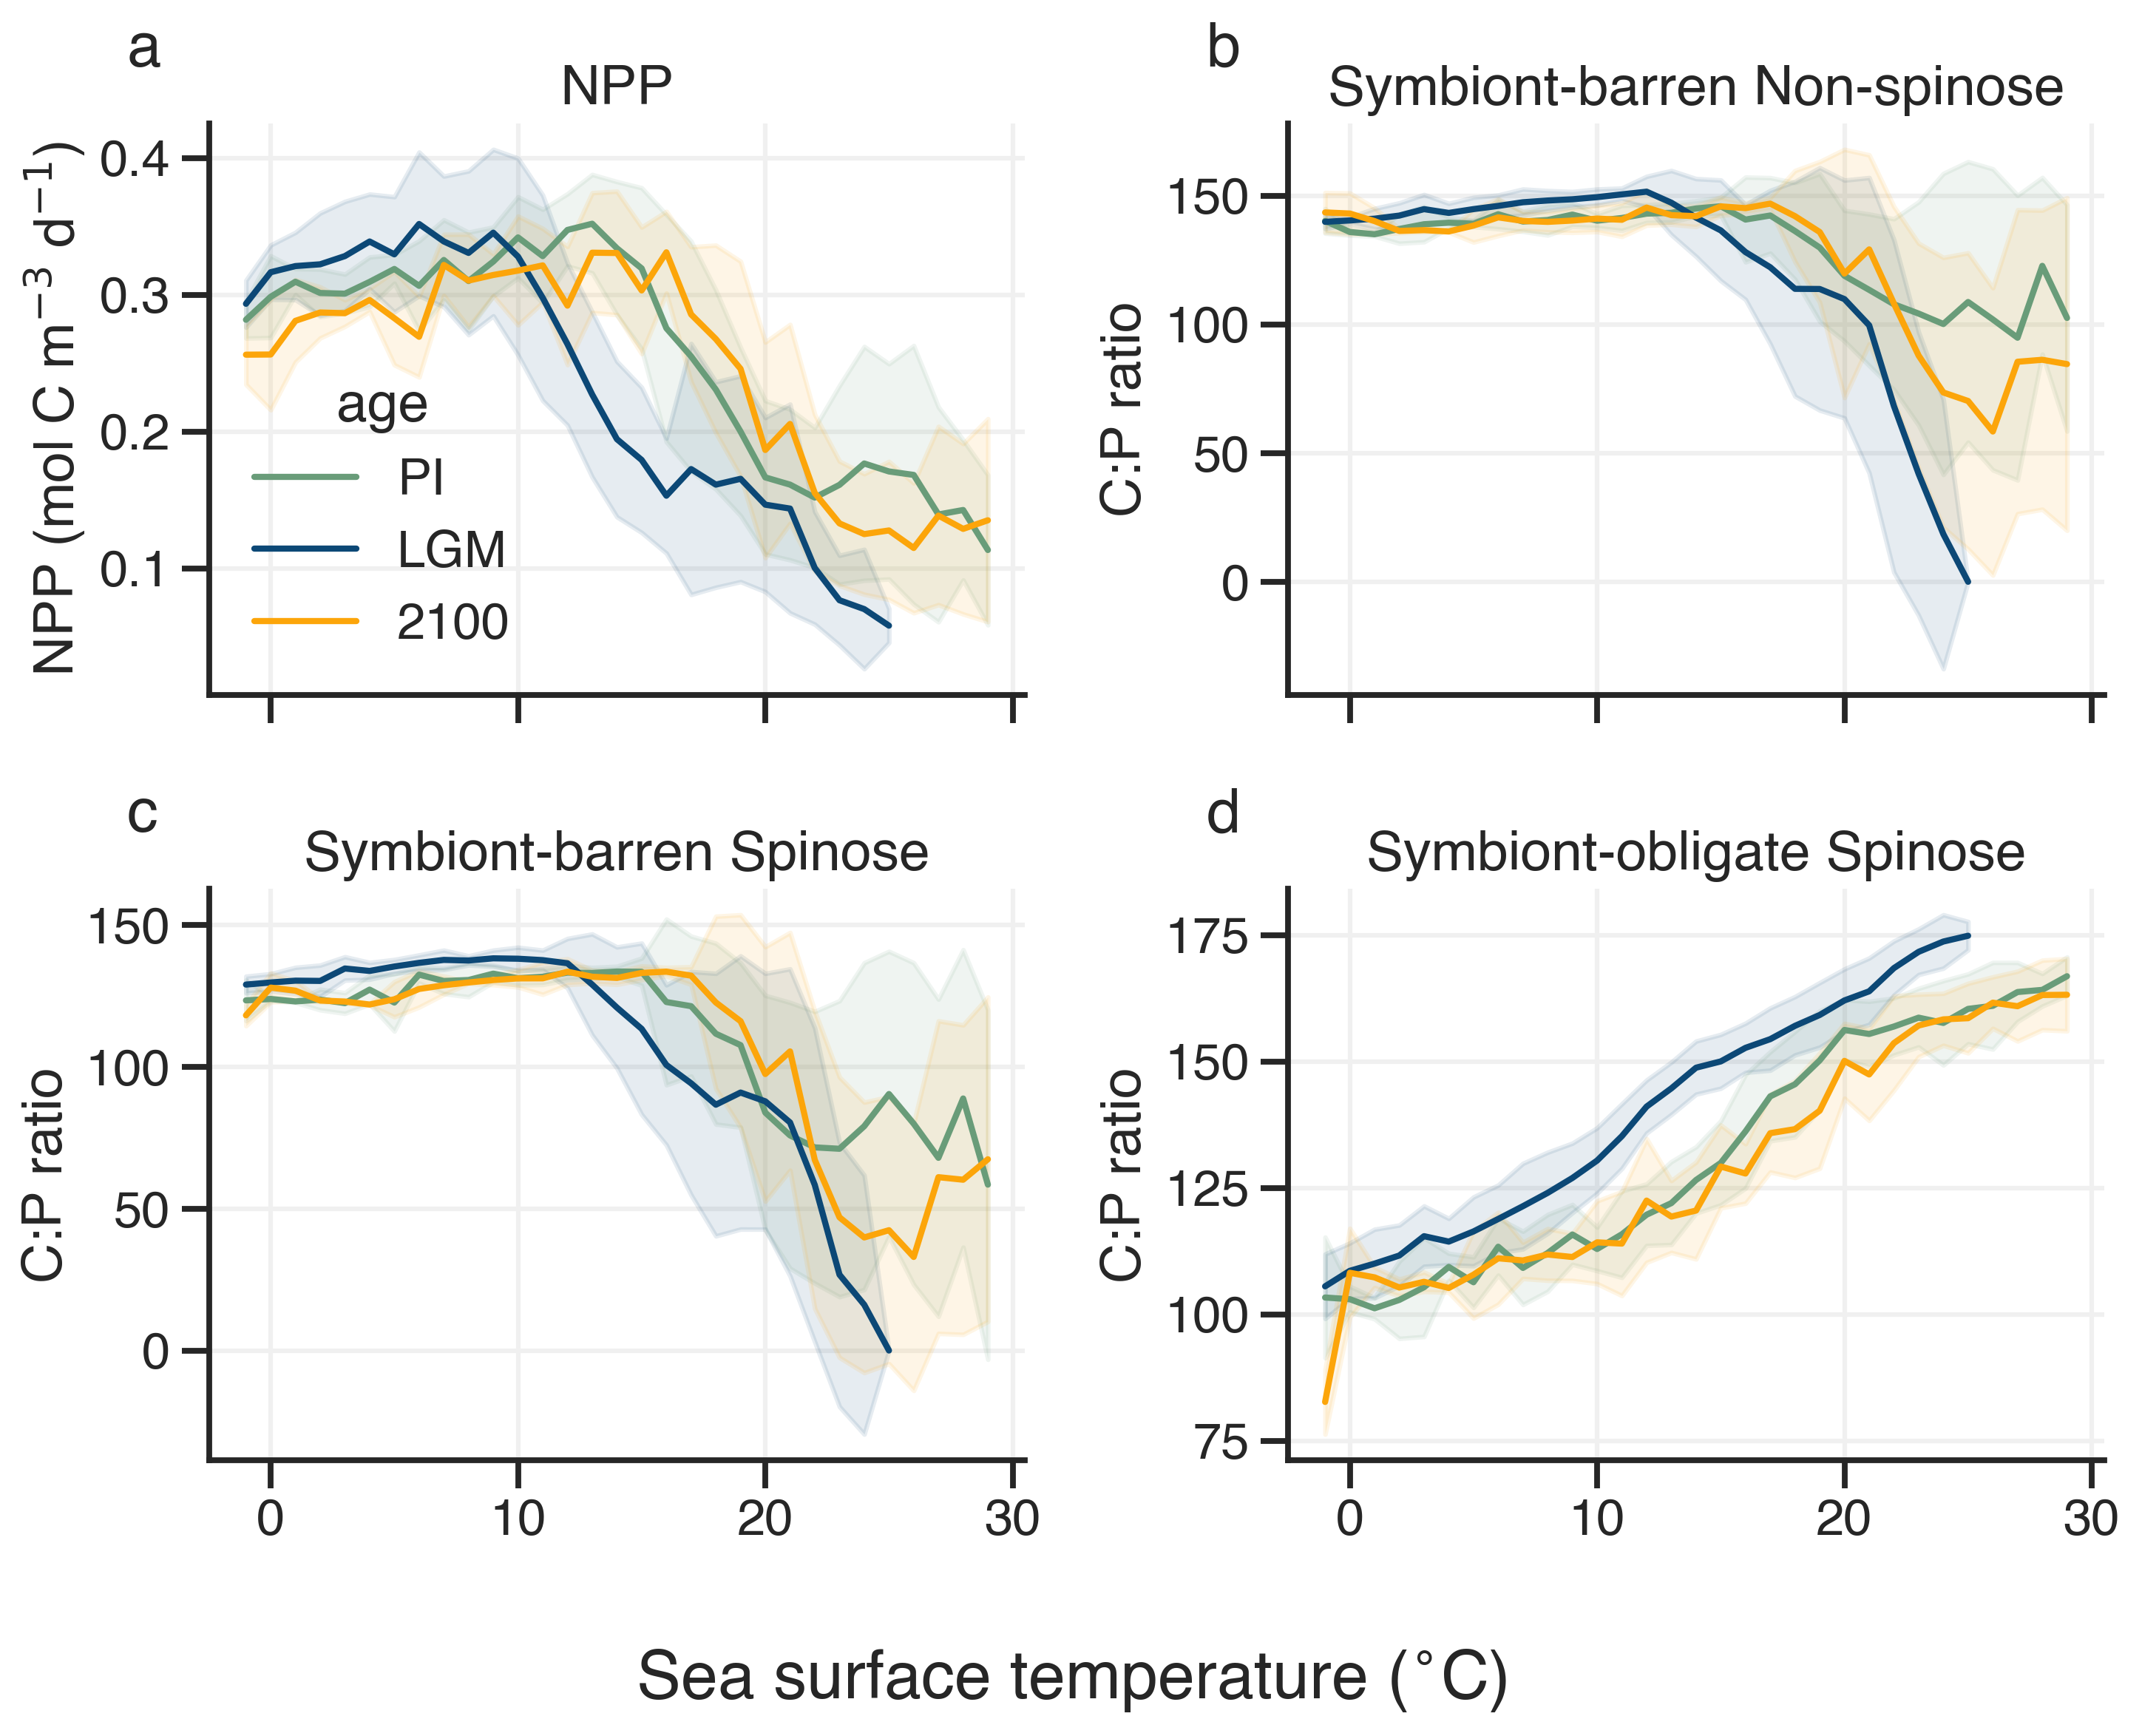 a
NPP
NPP (mol C m⁻³ d⁻¹)
0.4
0.3
0.2
0.1
age
PI
LGM
2100
b
Symbiont-barren Non-spinose
C:P ratio
150
100
50
0
c
Symbiont-barren Spinose
C:P ratio
150
100
50
0
0 10 20 30
d
Symbiont-obligate Spinose
C:P ratio
175
150
125
100
75
0 10 20 30
Sea surface temperature (°C)